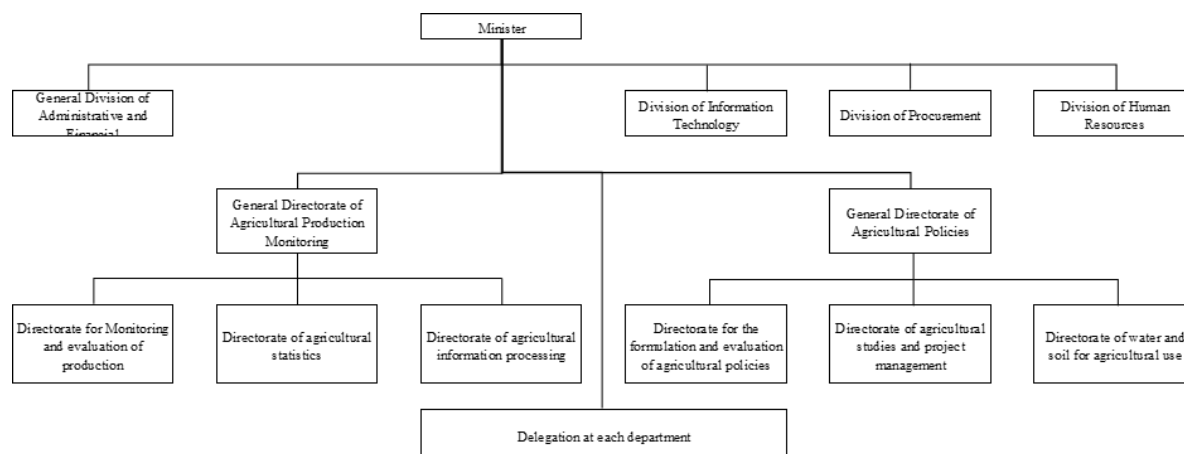 Minister
General Division of
Administrative and
Financial
Division of Information
Technology
Division of Procurement
Division of Human
Resources
General Directorate of
Agricultural Production
Monitoring
General Directorate of
Agricultural Policies
Directorate for Monitoring
and evaluation of
production
Directorate of agricultural
statistics
Directorate of agricultural
information processing
Directorate for the
formulation and evaluation
of agricultural policies
Directorate of agricultural
studies and project
management
Directorate of water and
soil for agricultural use
Delegation at each department